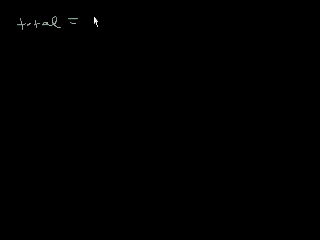 total =